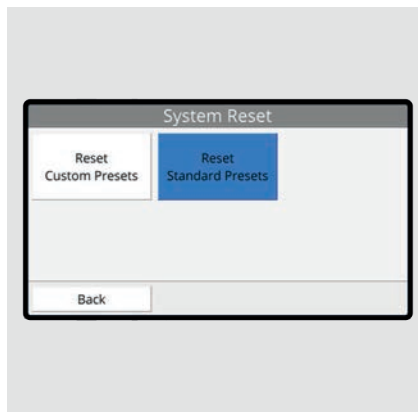 System Reset
Reset
Custom Presets
Reset
Standard Presets
Back